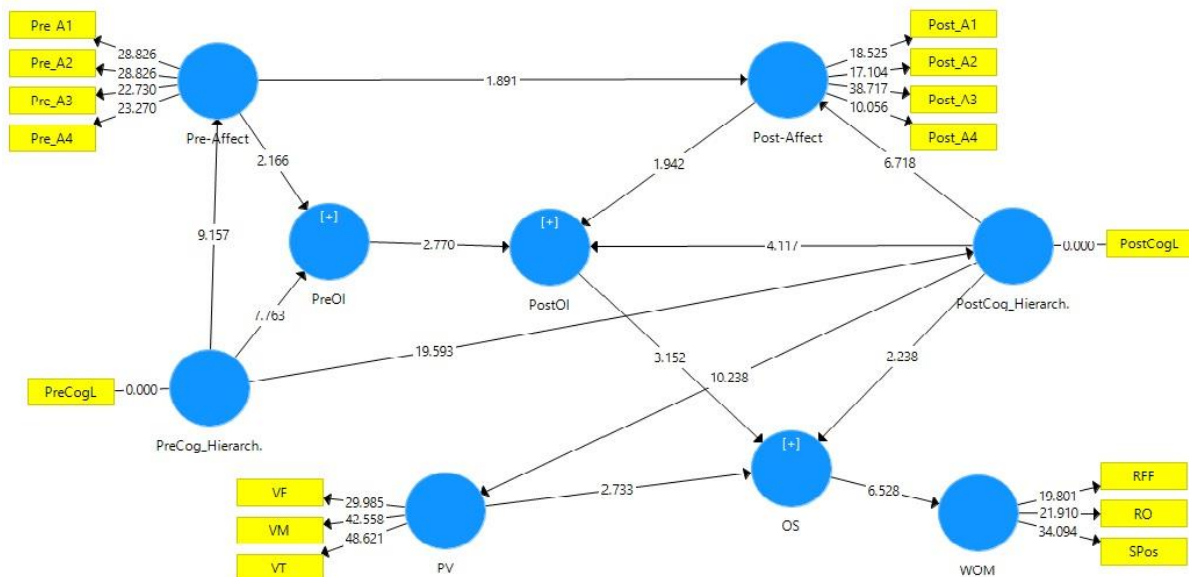 Pre_A1
Pre_A2
Prc_A3
Pre_A4
28.826
28.826
22.730
23.270
Pre-Affect
1.891
Post_A1
Post_A2
Post_A3
Post_A4
18.525
17.104
38.717
10.056
Post-Affect
2.166
1.942
6.718
9.157
[+]
PreOI
2.770
[+]
PostOI
4.117
0.000
PostCogL
PostCoq_Hierarch.
7.763
19.593
3.152
2.238
10.238
PreCogL
0.000
PreCog_Hierarch.
VF
VM
VT
29.985
42.558
48.621
PV
2.733
[+]
OS
6.528
WOM
19.801
21.910
34.094
RFF
RO
SPos